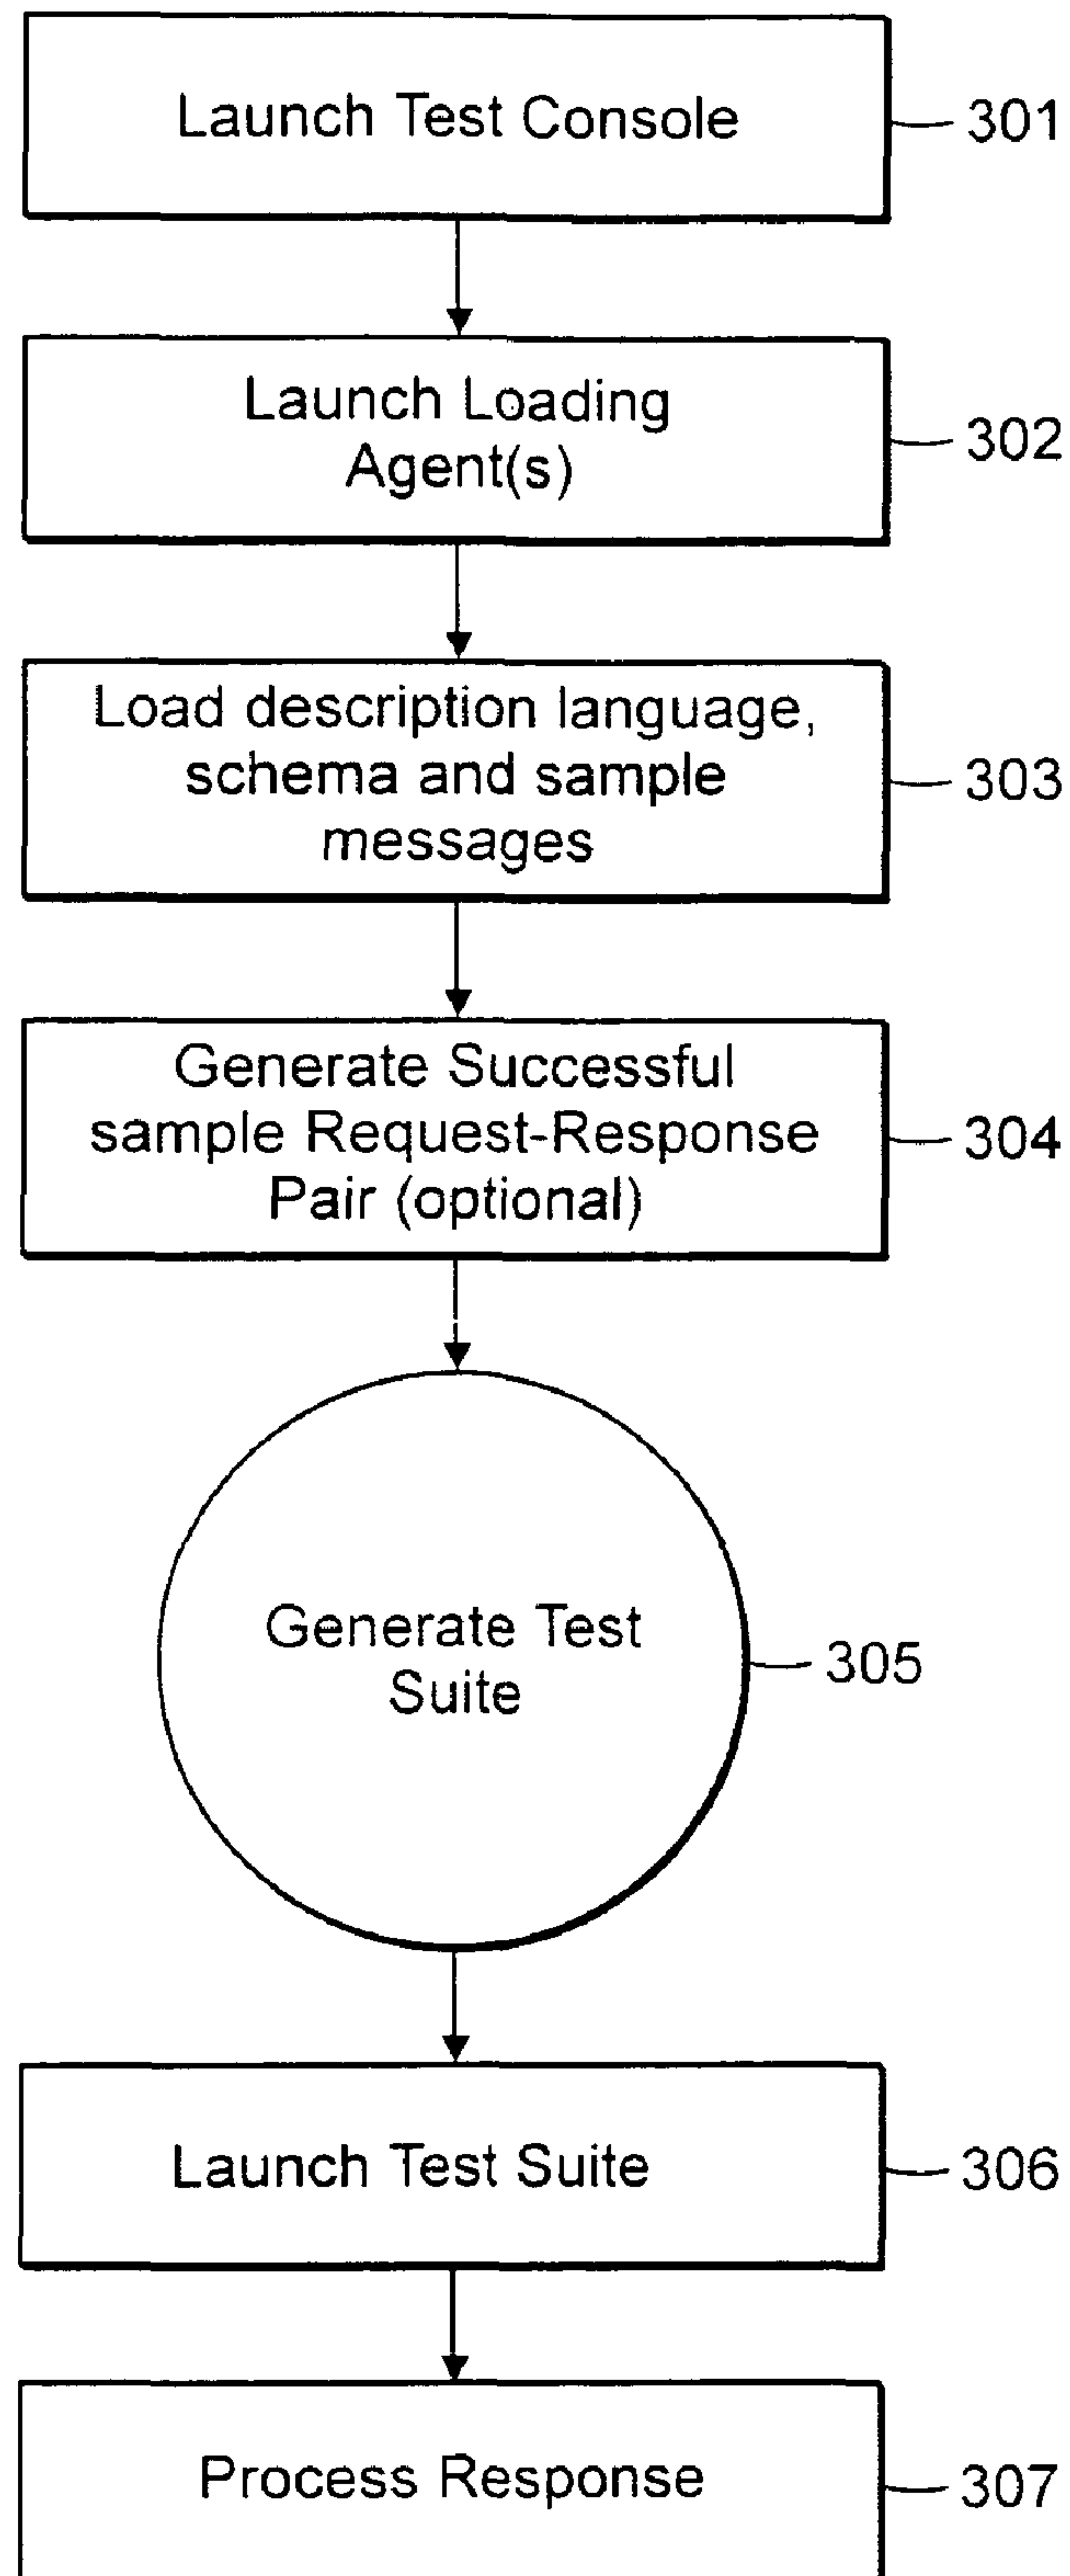 Launch Test Console
301
Launch Loading
Agent(s)
302
Load description language,
schema and sample
messages
303
Generate Successful
sample Request-Response
Pair (optional)
304
Generate Test
Suite
305
Launch Test Suite
306
Process Response
307